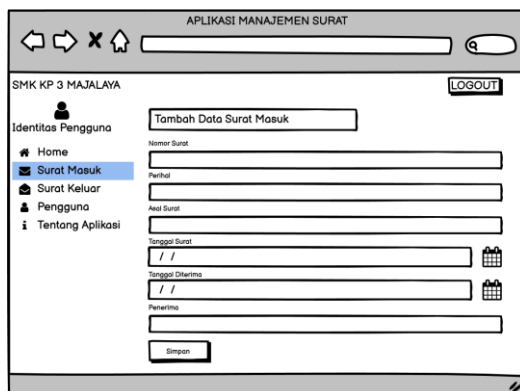 APLIKASI MANAJEMEN SURAT
SMK KP 3 MAJALAYA
LOGOUT
Identitas Pengguna
Home
Surat Masuk
Surat Keluar
Pengguna
Tentang Aplikasi
Tambah Data Surat Masuk
Nomor Surat
Perihal
Asal Surat
Tanggal Surat
/ /
Tanggal Diterima
/ /
Penerima
Simpan